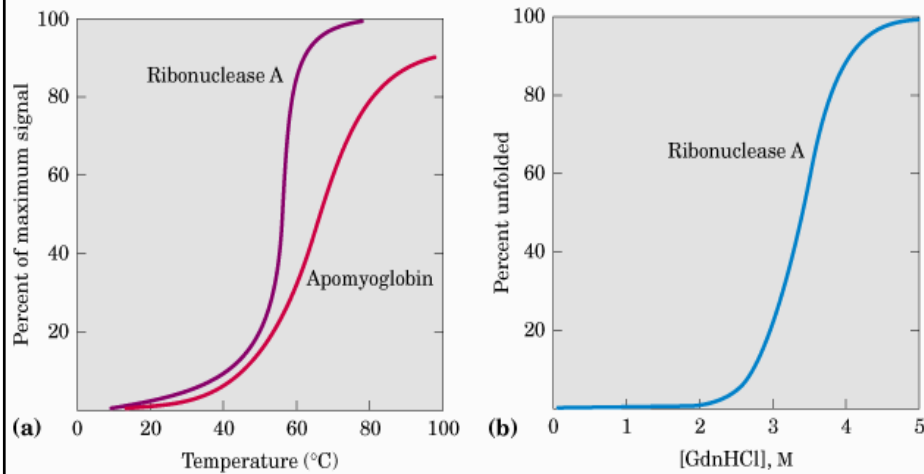 Percent of maximum signal
100
80
60
40
20
Ribonuclease A
Apomyoglobin
(a)
0 20 40 60 80 100
Temperature (°C)
Percent unfolded
100
80
60
40
20
Ribonuclease A
(b)
0 1 2 3 4 5
[GdnHCl], M